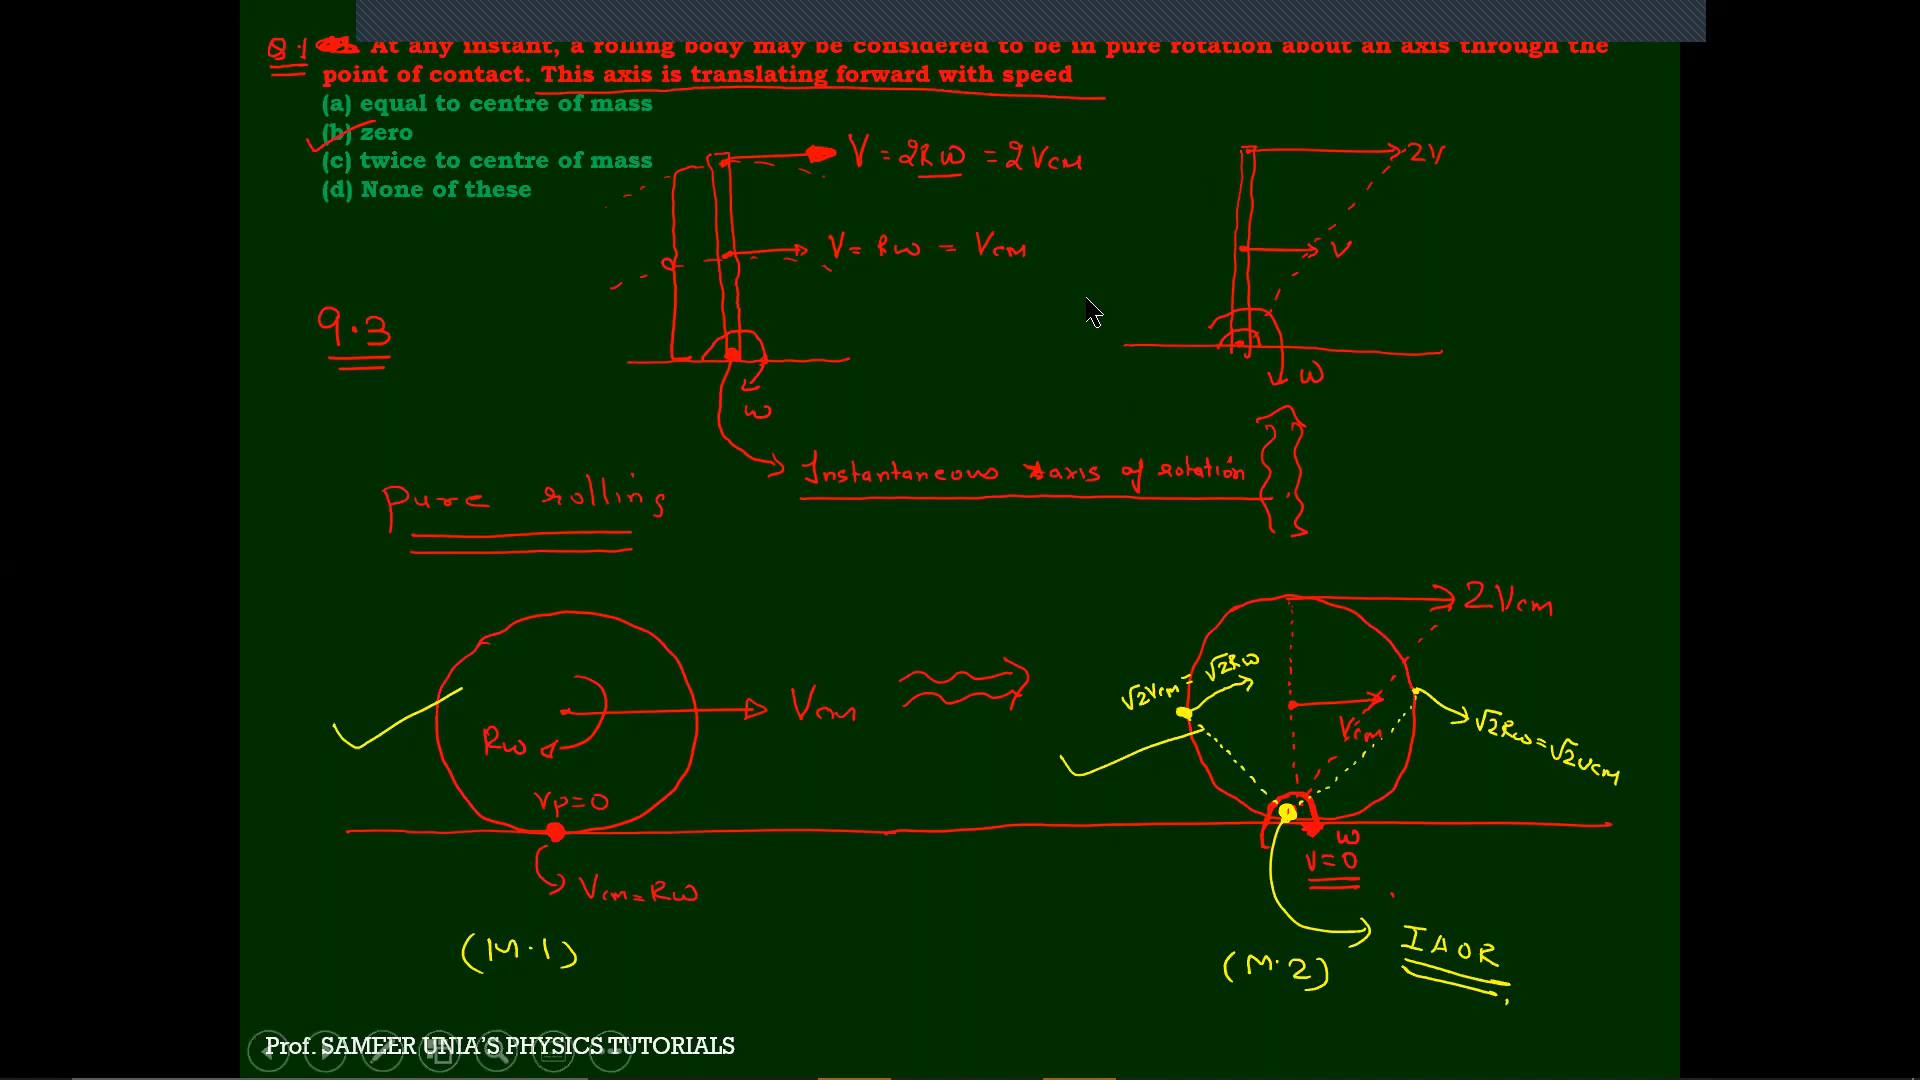 Q.1 At any instant, a rolling body may be considered to be in pure rotation about an axis through the
point of contact. This axis is translating forward with speed
(a) equal to centre of mass
(b) zero
(c) twice to centre of mass
(d) None of these
V = 2RW = 2Vcm
2V
V = RW = Vcm
V
9.3
ω
ω
Instantaneous axis of rotation
Pure rolling
2Vcm
√2Vcm = √2Rω
Vcm
Vcm
√2Rω = √2Vcm
Rω
Vp=0
ω
V=0
Vcm = Rω
(M.1)
(M.2)
IAOR
Prof. SAMEER UNIA'S PHYSICS TUTORIALS